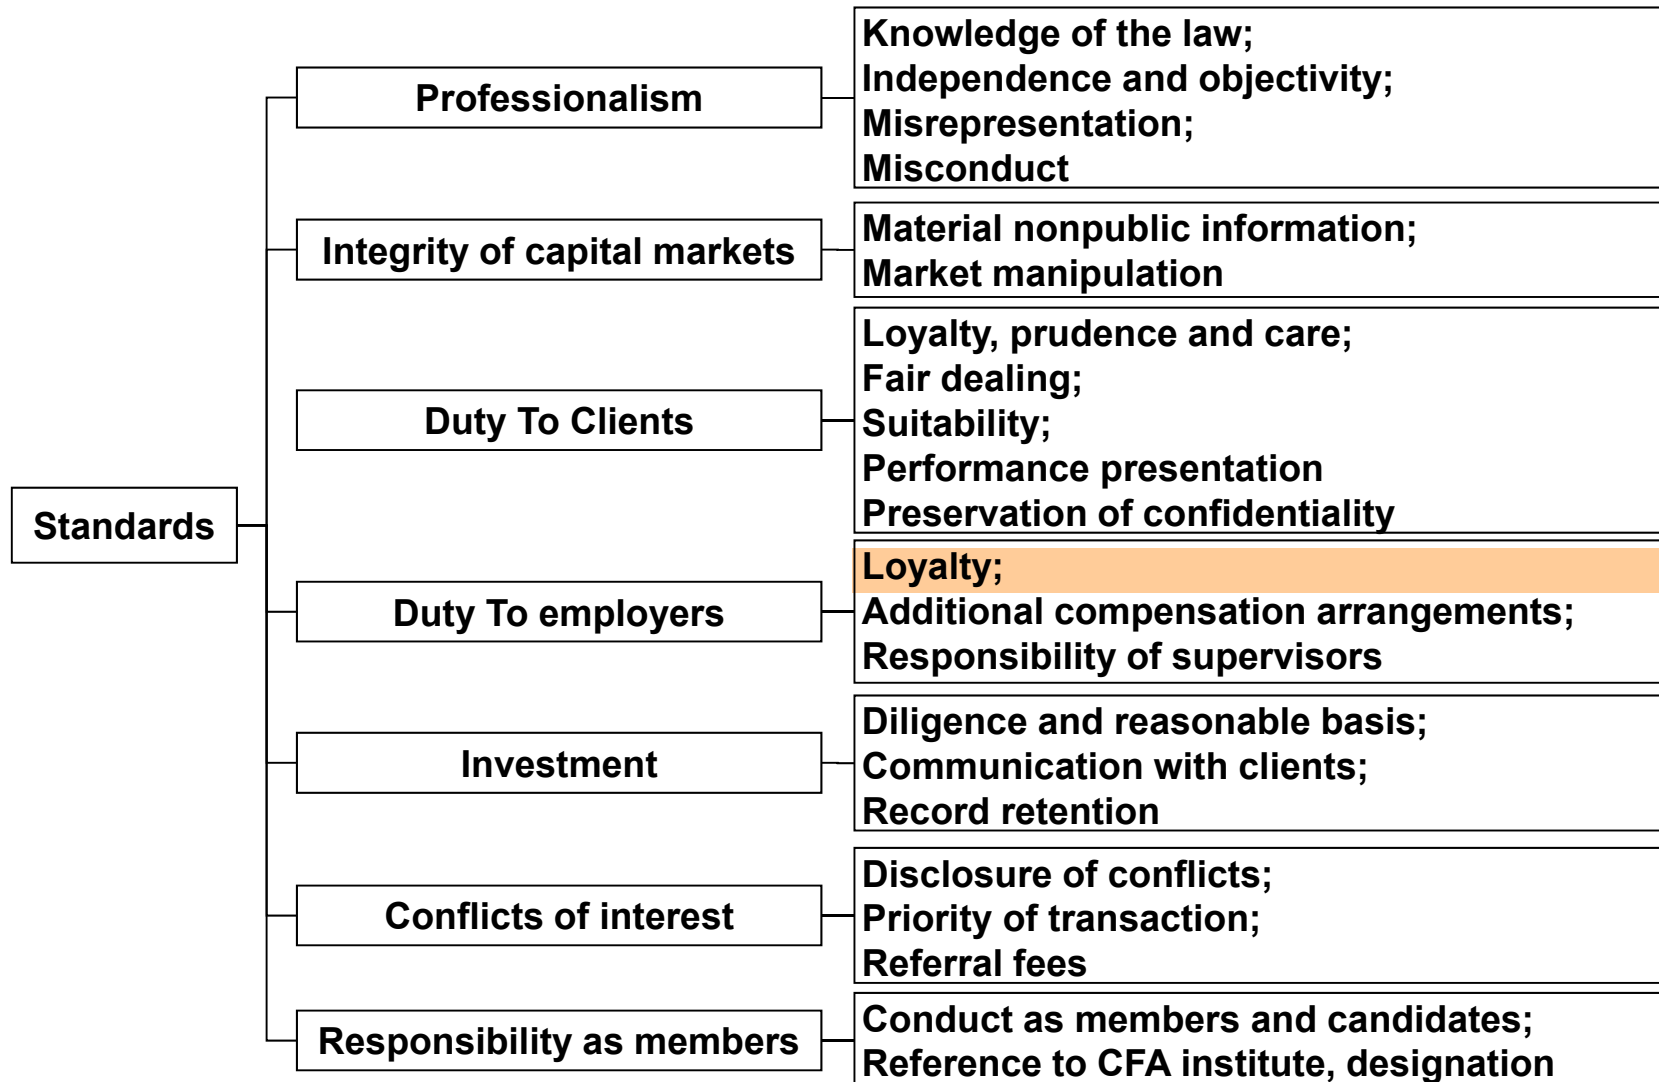 Standards
Professionalism
Knowledge of the law;
Independence and objectivity;
Misrepresentation;
Misconduct
Integrity of capital markets
Material nonpublic information;
Market manipulation
Duty To Clients
Loyalty, prudence and care;
Fair dealing;
Suitability;
Performance presentation
Preservation of confidentiality
Duty To employers
Loyalty;
Additional compensation arrangements;
Responsibility of supervisors
Investment
Diligence and reasonable basis;
Communication with clients;
Record retention
Conflicts of interest
Disclosure of conflicts;
Priority of transaction;
Referral fees
Responsibility as members
Conduct as members and candidates;
Reference to CFA institute, designation